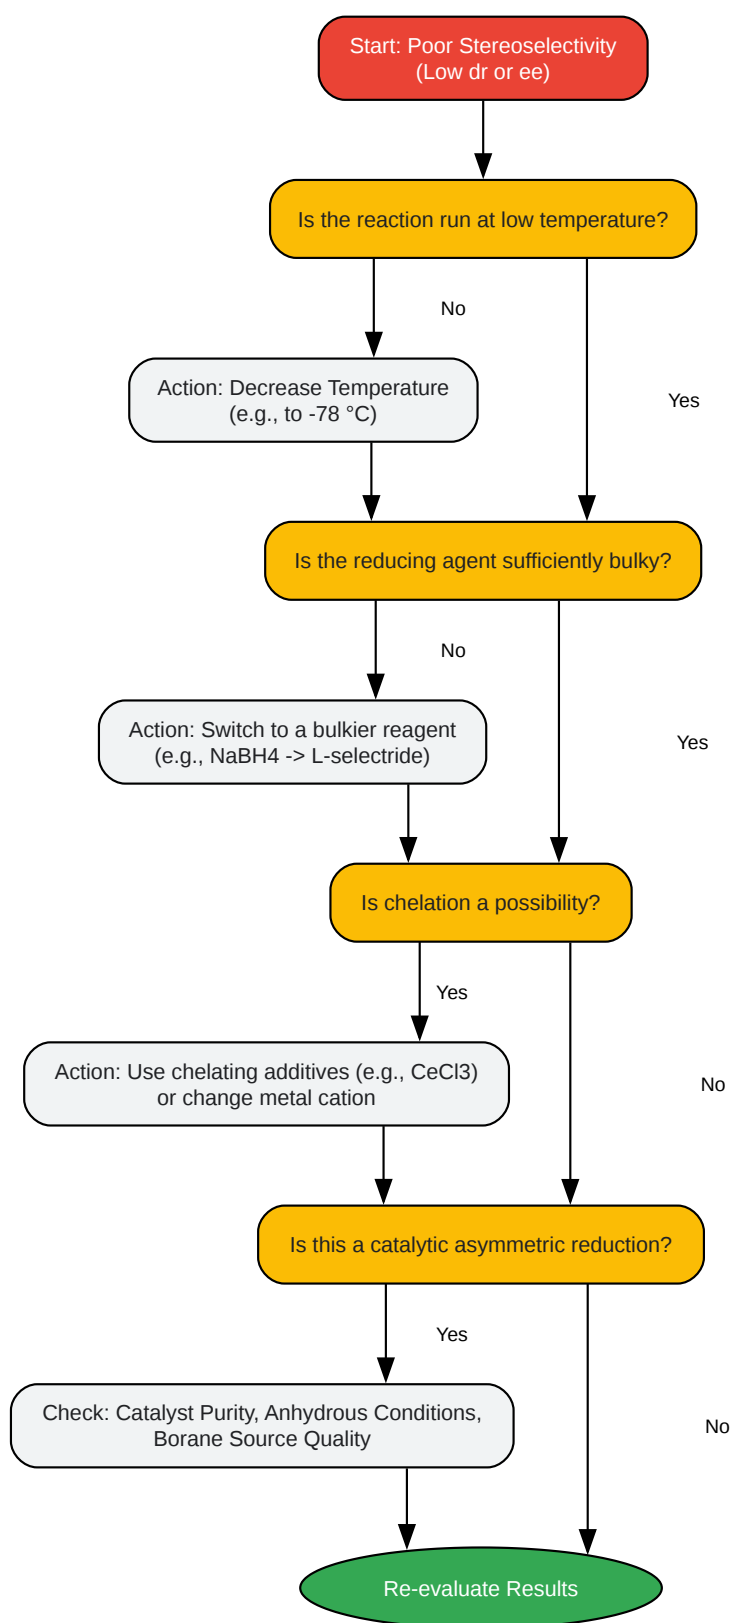 Start: Poor Stereoselectivity
(Low dr or ee)
Is the reaction run at low temperature?
No
Action: Decrease Temperature
(e.g., to -78 °C)
Yes
Is the reducing agent sufficiently bulky?
No
Action: Switch to a bulkier reagent
(e.g., NaBH4 -> L-selectride)
Yes
Is chelation a possibility?
Yes
Action: Use chelating additives (e.g., CeCl3)
or change metal cation
No
Is this a catalytic asymmetric reduction?
Yes
Check: Catalyst Purity, Anhydrous Conditions,
Borane Source Quality
No
Re-evaluate Results